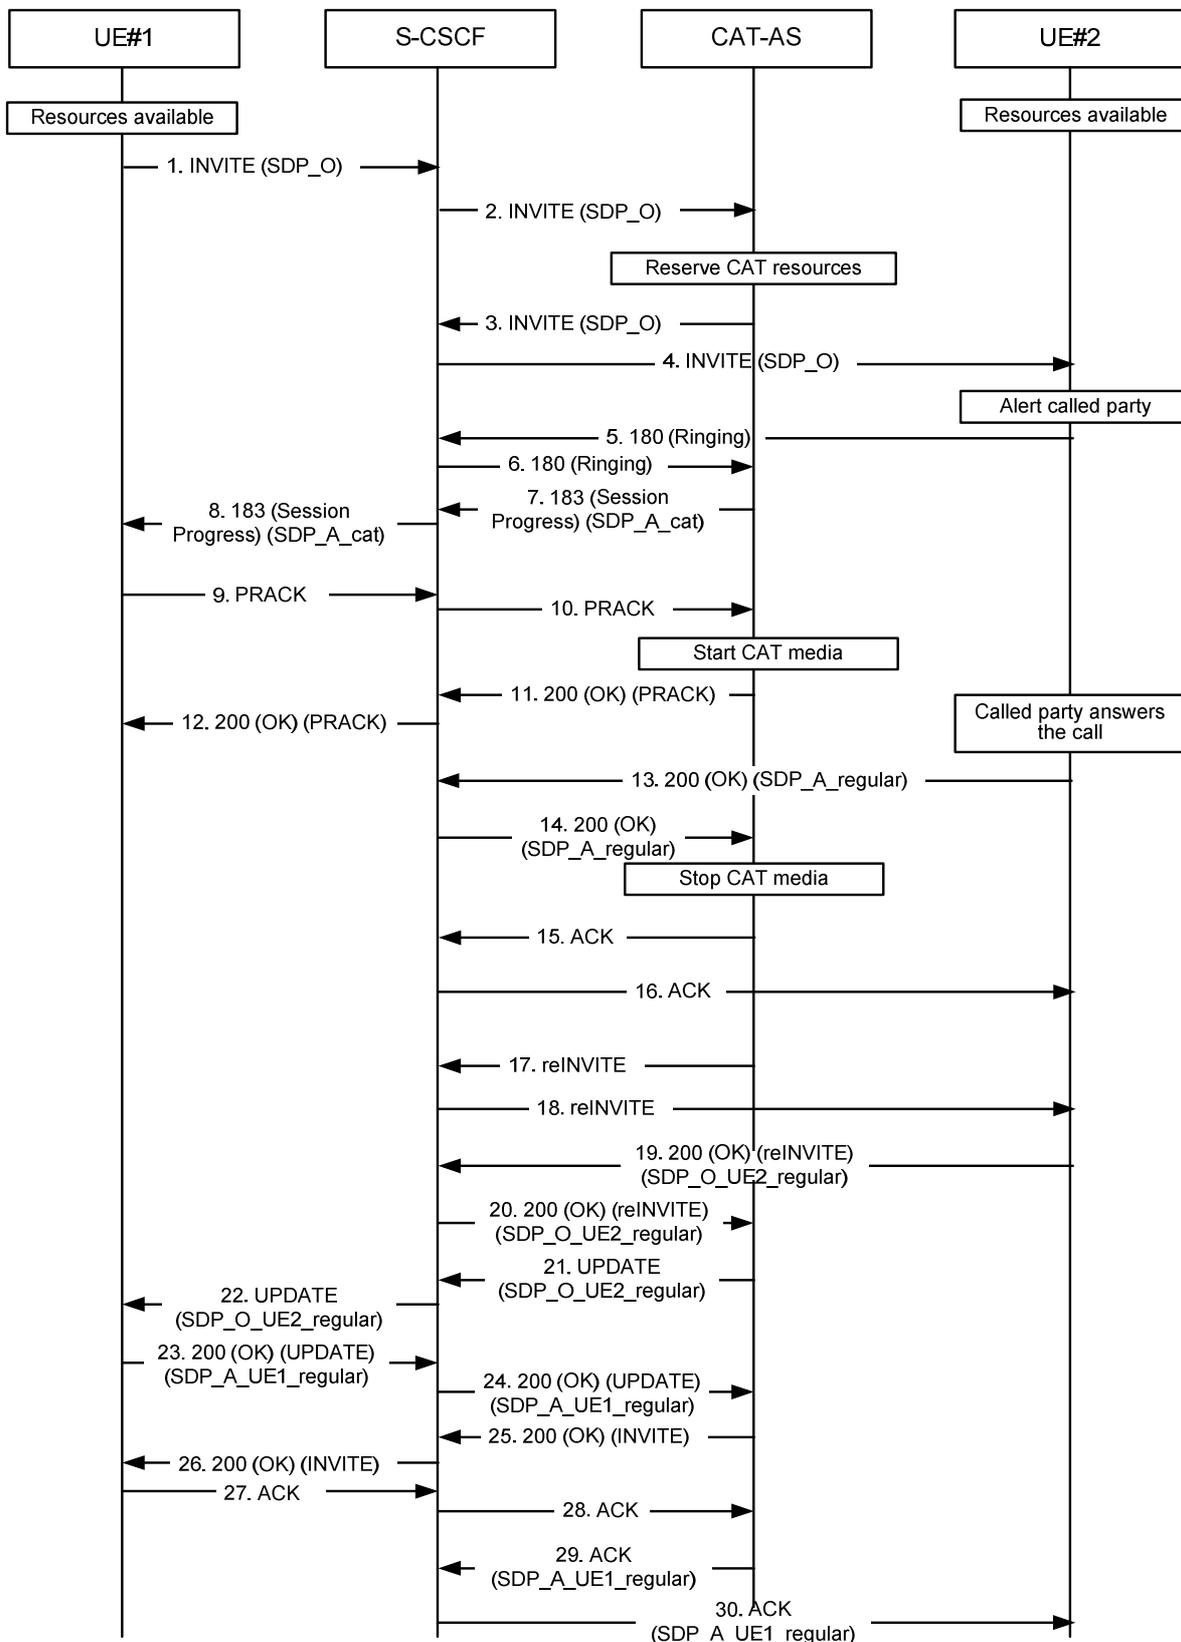 UE#1
S-CSCF
CAT-AS
UE#2
Resources available
Resources available
1. INVITE (SDP_O)
2. INVITE (SDP_O)
Reserve CAT resources
3. INVITE (SDP_O)
4. INVITE (SDP_O)
Alert called party
5. 180 (Ringing)
6. 180 (Ringing)
7. 183 (Session
Progress) (SDP_A_cat)
8. 183 (Session
Progress) (SDP_A_cat)
9. PRACK
10. PRACK
Start CAT media
11. 200 (OK) (PRACK)
12. 200 (OK) (PRACK)
Called party answers
the call
13. 200 (OK) (SDP_A_regular)
14. 200 (OK)
(SDP_A_regular)
Stop CAT media
15. ACK
16. ACK
17. reINVITE
18. reINVITE
19. 200 (OK) (reINVITE)
(SDP_O_UE2_regular)
20. 200 (OK) (reINVITE)
(SDP_O_UE2_regular)
21. UPDATE
(SDP_O_UE2_regular)
22. UPDATE
(SDP_O_UE2_regular)
23. 200 (OK) (UPDATE)
(SDP_A_UE1_regular)
24. 200 (OK) (UPDATE)
(SDP_A_UE1_regular)
25. 200 (OK) (INVITE)
26. 200 (OK) (INVITE)
27. ACK
28. ACK
29. ACK
(SDP_A_UE1_regular)
30. ACK
(SDP_A_UE1_regular)